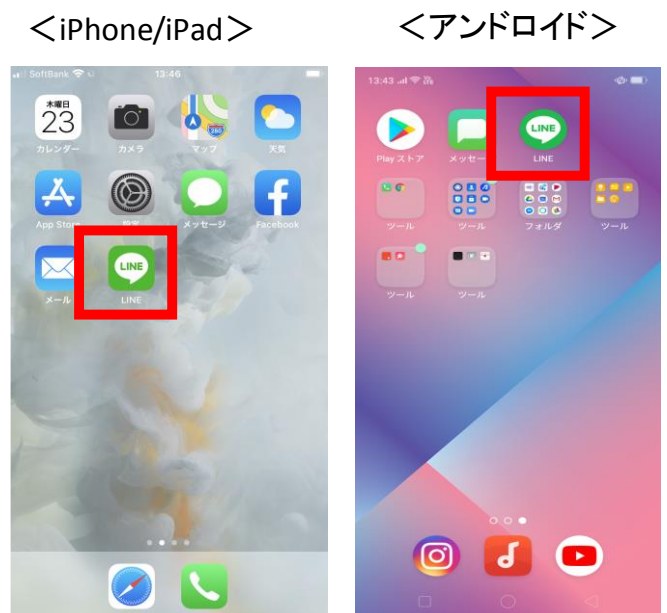 ＜iPhone/iPad＞
SoftBank 13:46
木曜日
23
カレンダー カメラ マップ 天気
280
App Store 設定 メッセージ Facebook
LINE
メール LINE
＜アンドロイド＞
13:43
LINE
Play ストア メッセー LINE
ツール ツール フォルダ ツール
ツール ツール